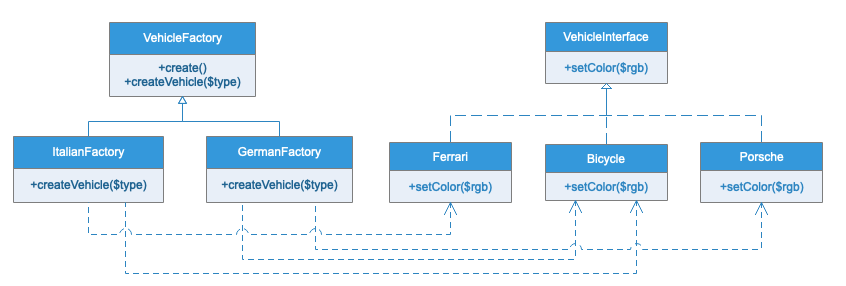 VehicleFactory
+create()
+createVehicle($type)
VehicleInterface
+setColor($rgb)
ItalianFactory
+createVehicle($type)
GermanFactory
+createVehicle($type)
Ferrari
+setColor($rgb)
Bicycle
+setColor($rgb)
Porsche
+setColor($rgb)